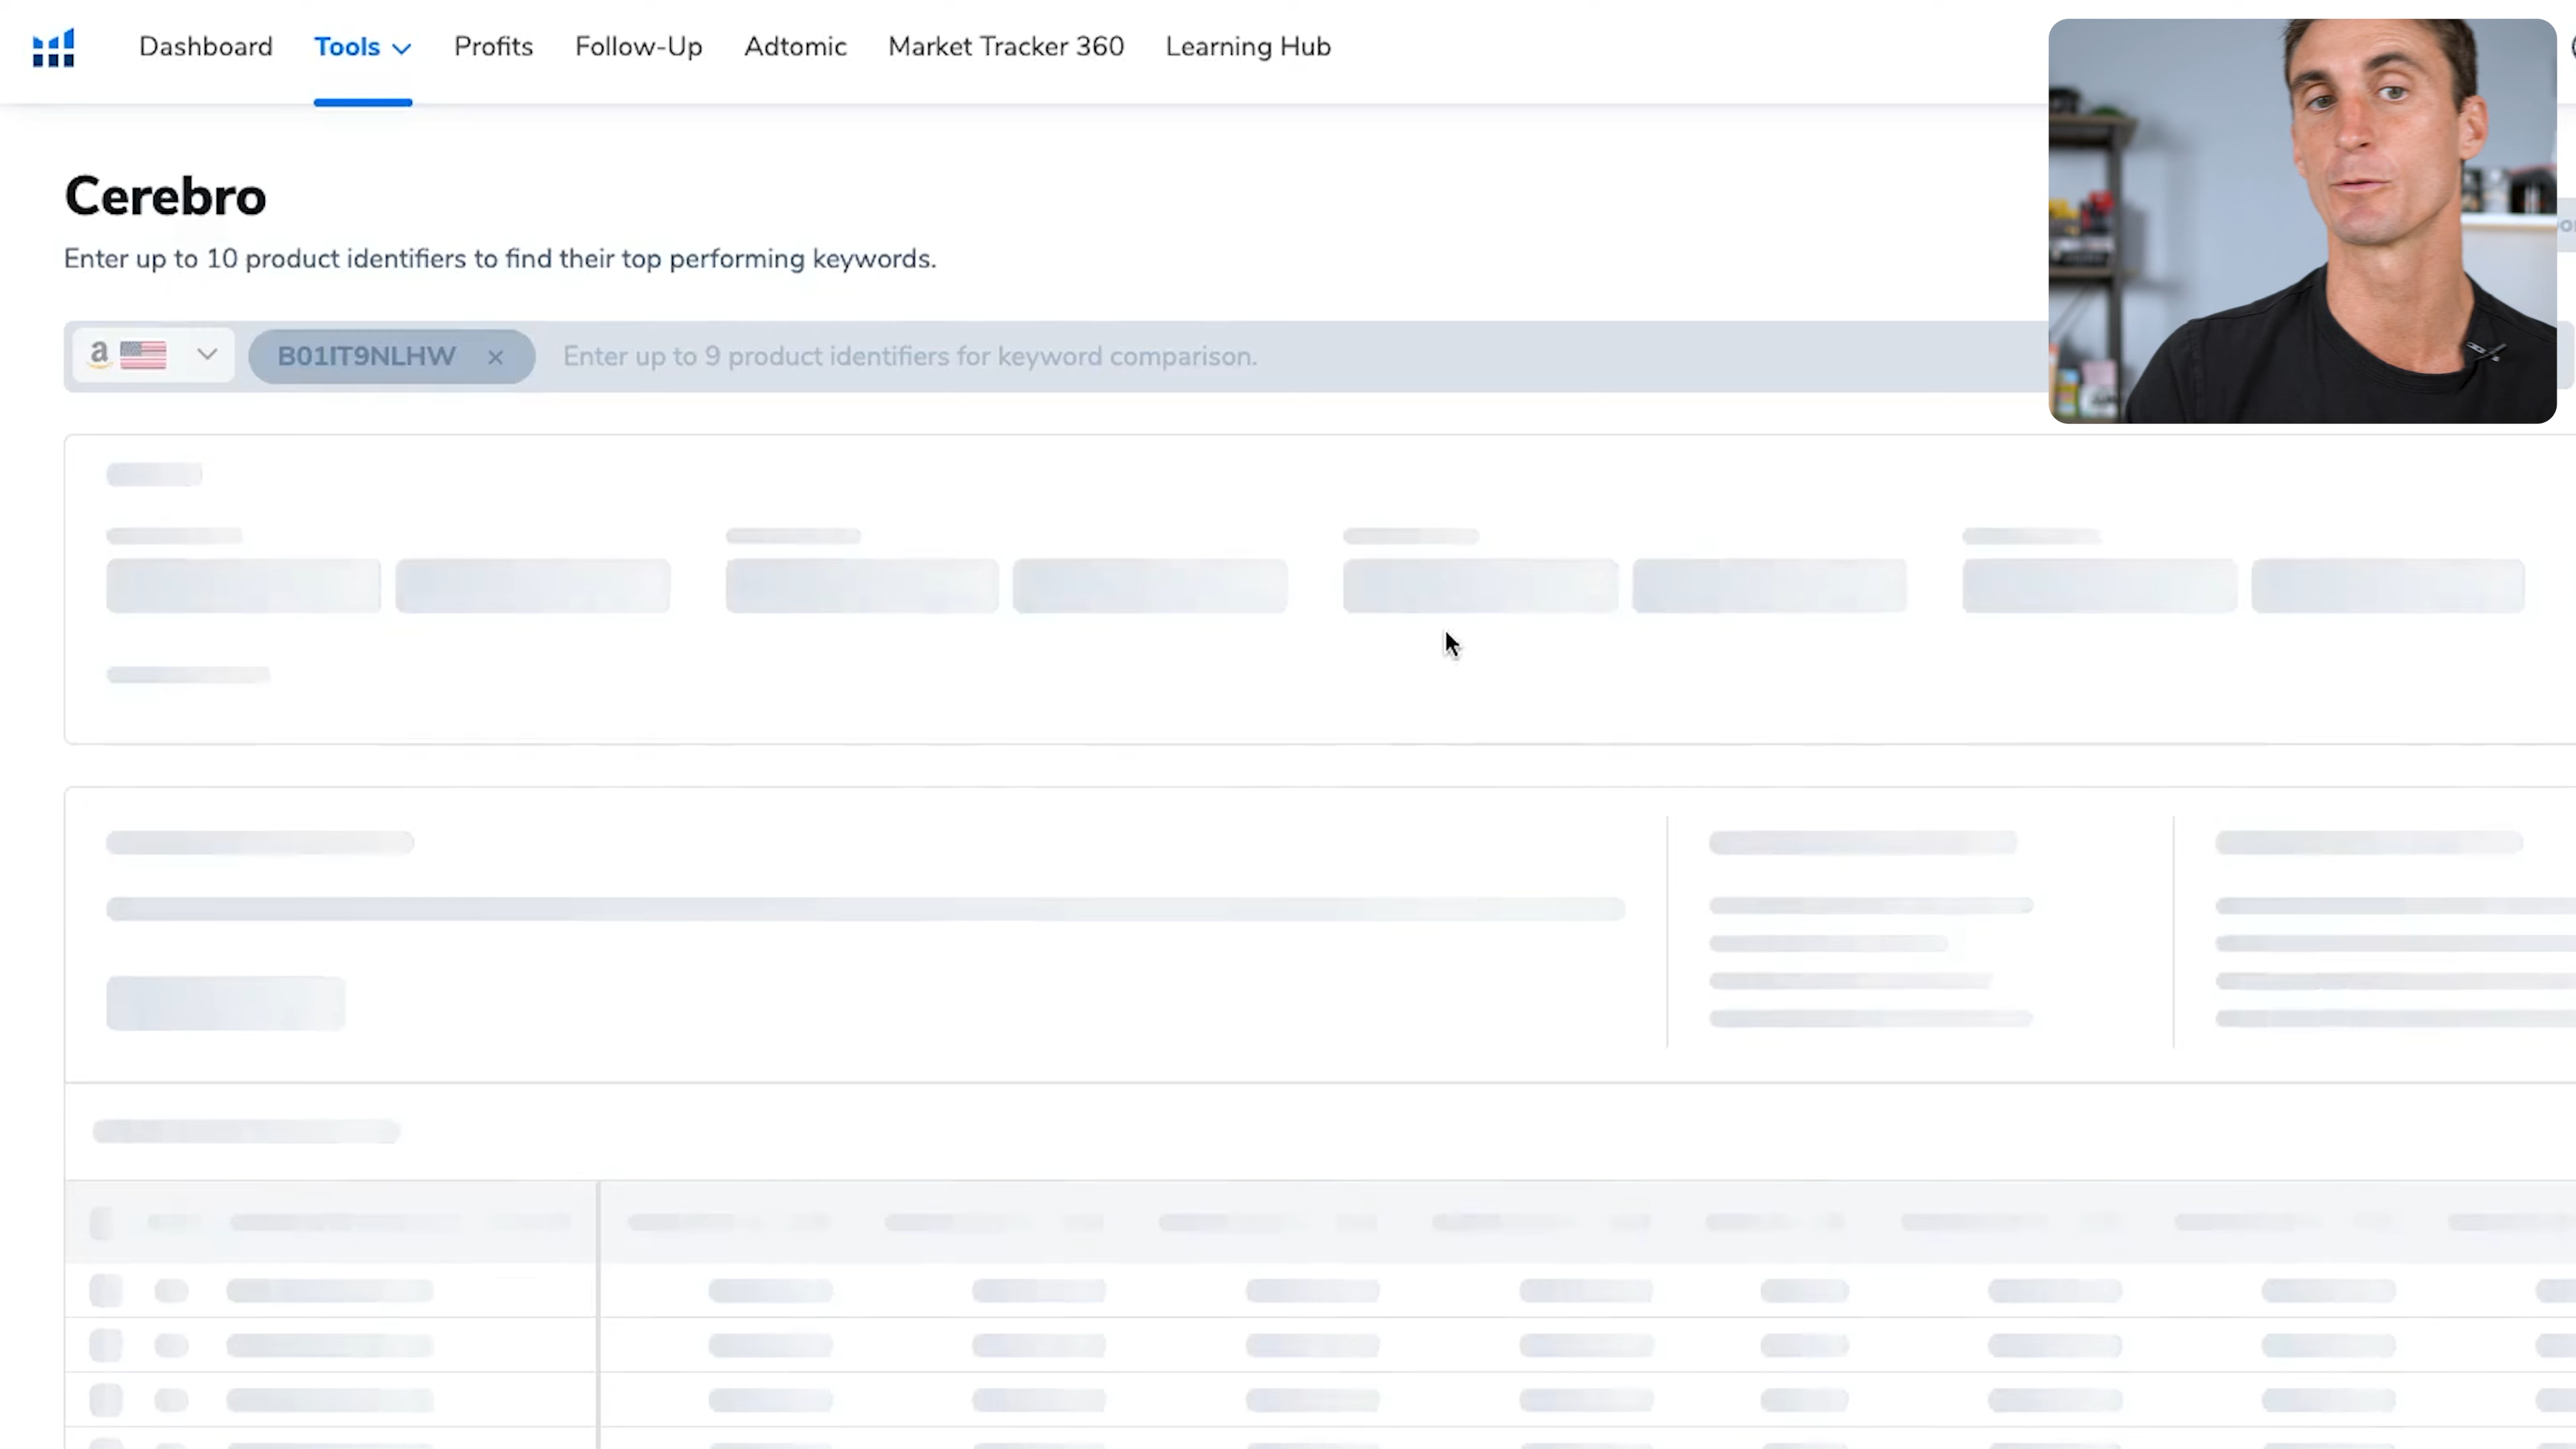 Dashboard Tools Profits Follow-Up Adtomic Market Tracker 360 Learning Hub
Cerebro
Enter up to 10 product identifiers to find their top performing keywords.
a B01IT9NLHW × Enter up to 9 product identifiers for keyword comparison.